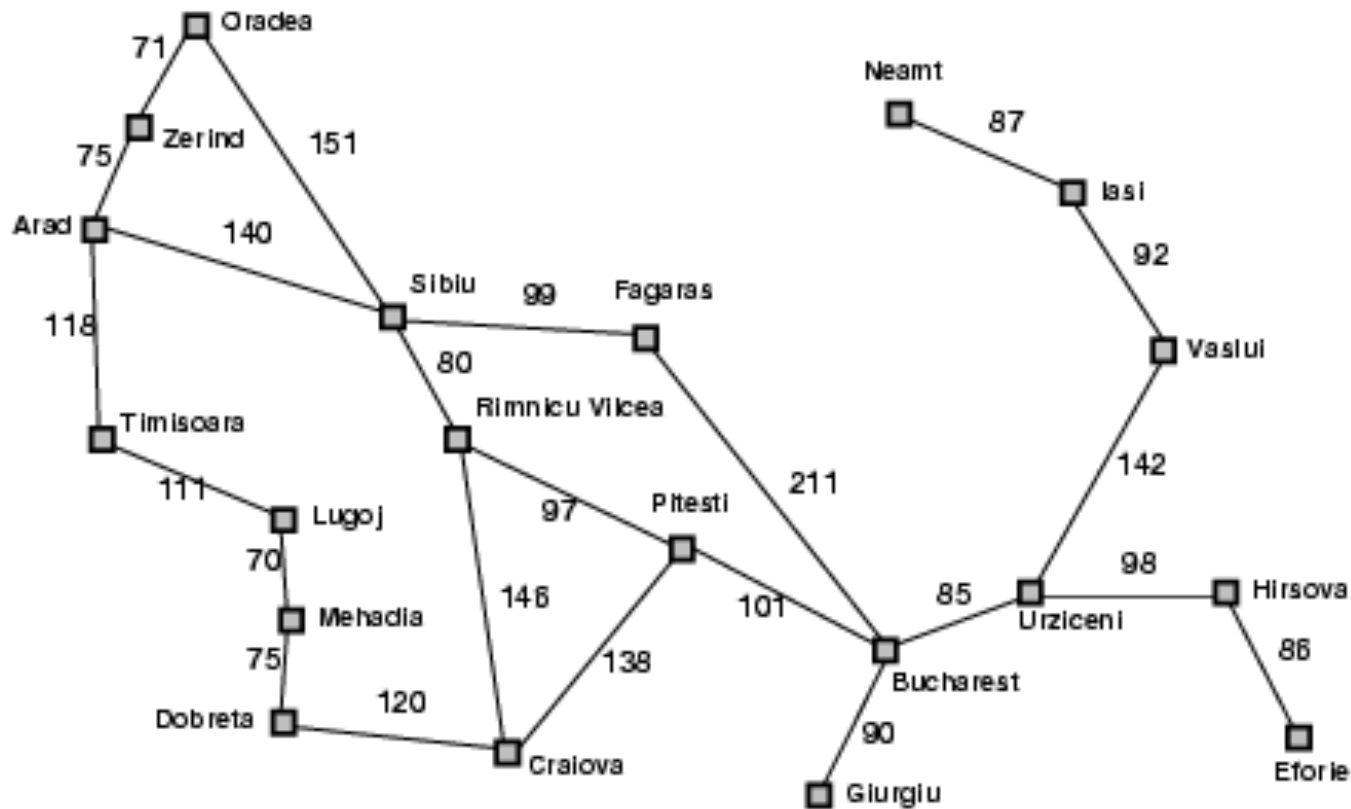 Oradea
71
Neamt
87
Zerind
151
75
Iasi
Arad
140
92
Sibiu
99
Fagaras
118
80
Vaslui
Timisoara
Rimnicu Vilcea
142
111
211
Lugoj
97
Pitesti
70
98
146
101
85
Hirsova
Mehadia
Urziceni
75
138
86
Bucharest
120
Dobreta
90
Craiova
Eforie
Giurgiu